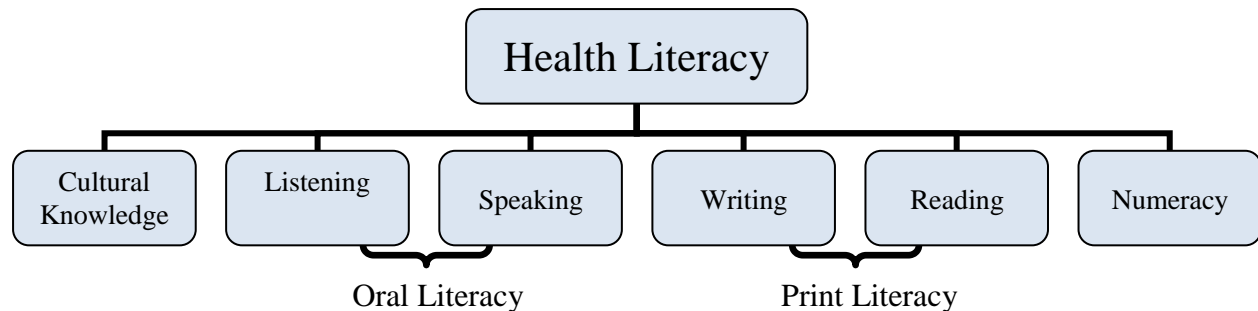 Health Literacy
Cultural
Knowledge
Listening
Speaking
Writing
Reading
Numeracy
Oral Literacy
Print Literacy